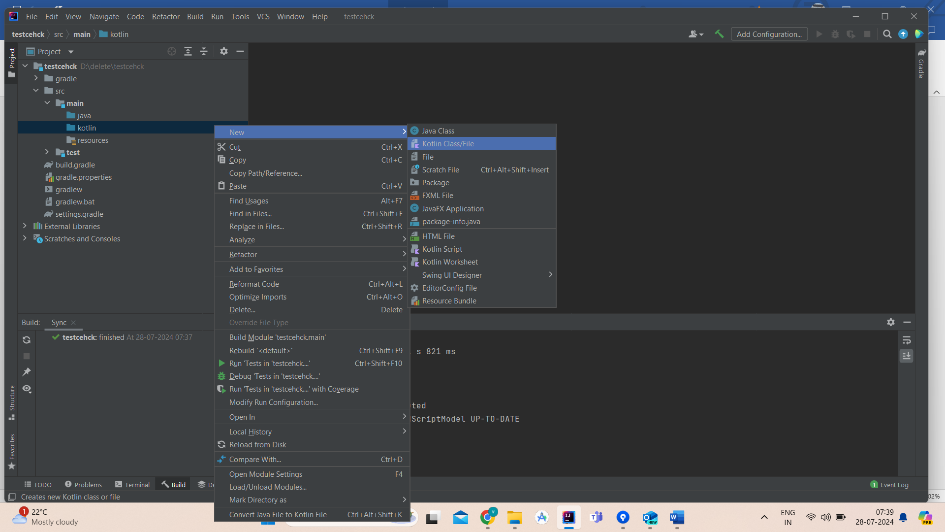 File Edit View Navigate Code Refactor Build Run Tools VCS Window Help testcehck
testcehck src main kotlin
Add Configuration...
Project
Project
Gradle
testcehck D:\delete\testcehck
gradle
src
main
java
kotlin
resources
test
build.gradle
gradle.properties
gradlew
gradlew.bat
settings.gradle
External Libraries
Scratches and Consoles
New
Cut Ctrl+X
Copy Ctrl+C
Copy Path/Reference...
Paste Ctrl+V
Find Usages Alt+F7
Find in Files... Ctrl+Shift+F
Replace in Files... Ctrl+Shift+R
Analyze
Refactor
Add to Favorites
Reformat Code Ctrl+Alt+L
Optimize Imports Ctrl+Alt+O
Delete... Delete
Override File Type
Build Module 'testcehck.main'
Rebuild '<default>' Ctrl+Shift+F9
Run 'Tests in 'testcehck....' Ctrl+Shift+F10
Debug 'Tests in 'testcehck....'
Run 'Tests in 'testcehck....' with Coverage
Modify Run Configuration...
Open In
Local History
Reload from Disk
Compare With... Ctrl+D
Open Module Settings F4
Load/Unload Modules...
Mark Directory as
Convert Java File to Kotlin File Ctrl+Alt+Shift+K
Java Class
Kotlin Class/File
File
Scratch File Ctrl+Alt+Shift+Insert
Package
FXML File
JavaFX Application
package-info.java
HTML File
Kotlin Script
Kotlin Worksheet
Swing UI Designer
EditorConfig File
Resource Bundle
Build: Sync
testcehck: finished At 28-07-2024 07:37
s 821 ms
ted
ScriptModel UP-TO-DATE
Structure
Favorites
TODO Problems Terminal Build
Event Log
Creates new Kotlin class or file
22°C
Mostly cloudy
ENG
IN
07:39
28-07-2024